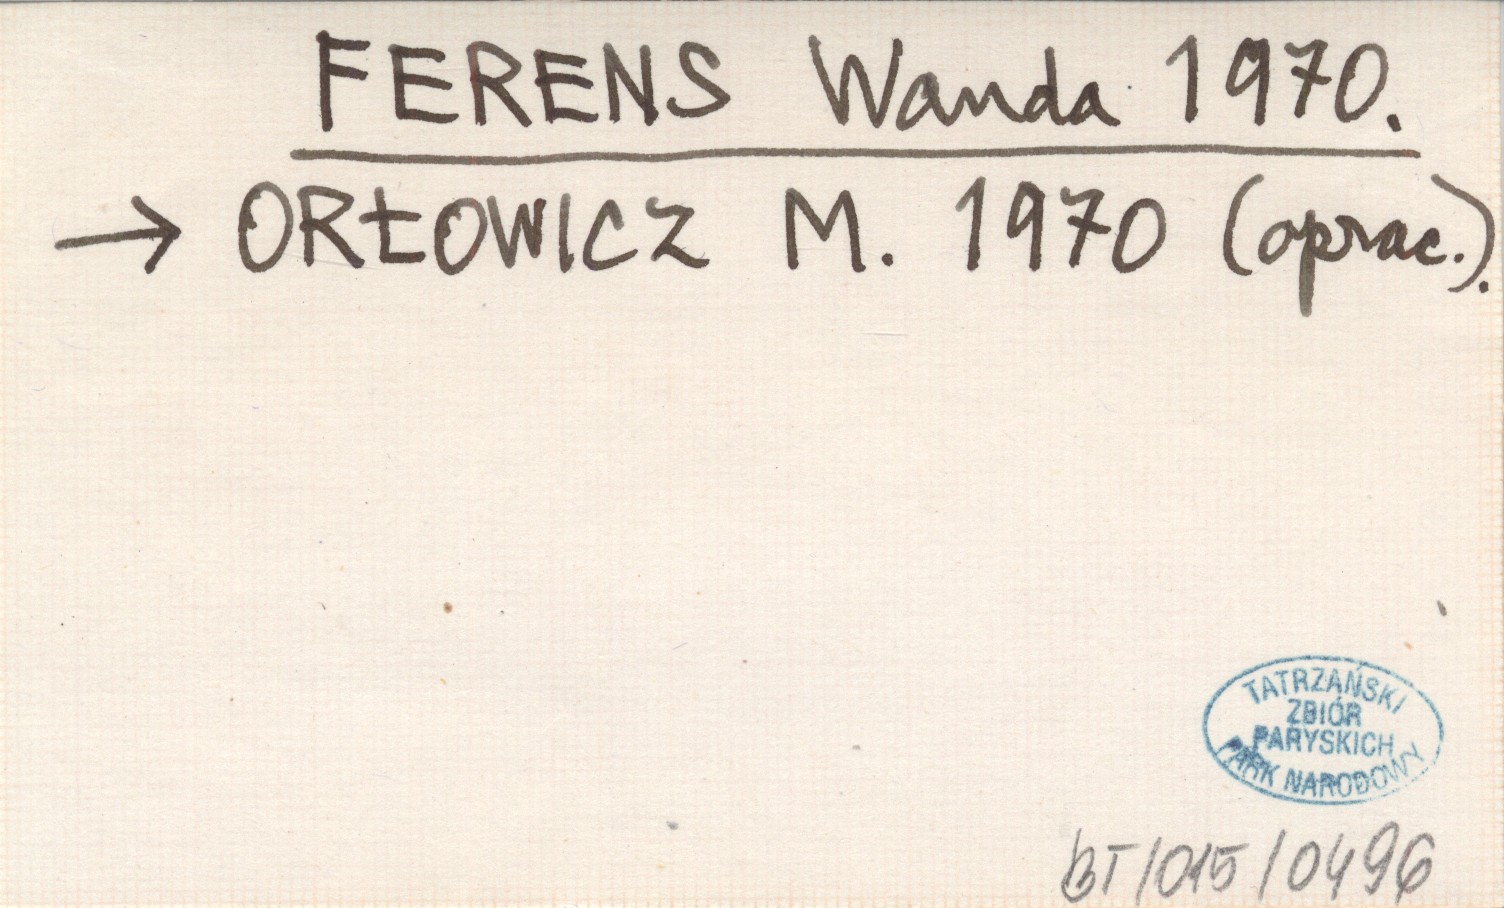 FERENS Wanda 1970.
→ ORŁOWICZ M. 1970 (oprac.).
TATRZAŃSKI
ZBIÓR
PARYSKICH
PARK NARODOWY
BT/015/0496